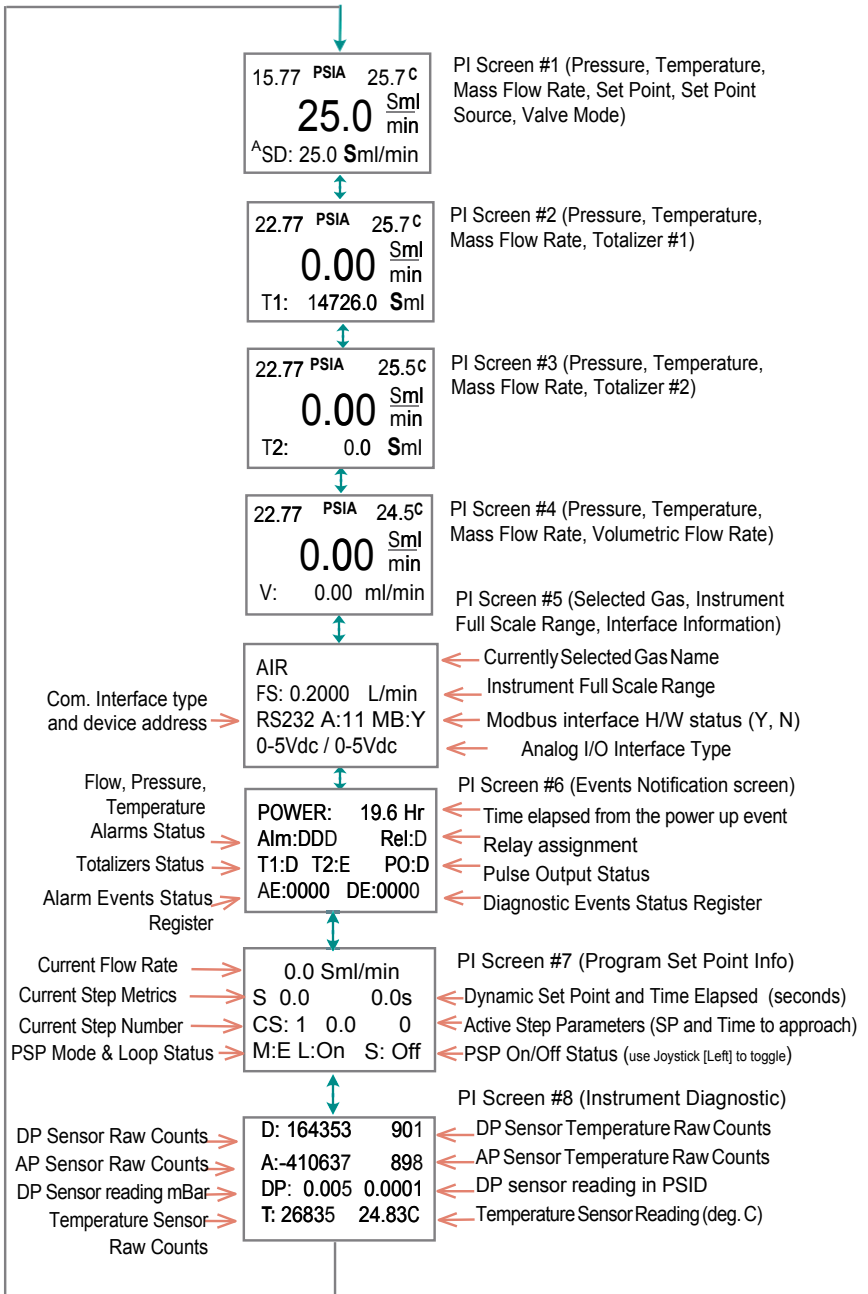 15.77 PSIA 25.7 C
25.0 Sml
min
ASD: 25.0 Sml/min
PI Screen #1 (Pressure, Temperature,
Mass Flow Rate, Set Point, Set Point
Source, Valve Mode)
22.77 PSIA 25.7 C
0.00 Sml
min
T1: 14726.0 Sml
PI Screen #2 (Pressure, Temperature,
Mass Flow Rate, Totalizer #1)
22.77 PSIA 25.5 C
0.00 Sml
min
T2: 0.0 Sml
PI Screen #3 (Pressure, Temperature,
Mass Flow Rate, Totalizer #2)
22.77 PSIA 24.5 C
0.00 Sml
min
V: 0.00 ml/min
PI Screen #4 (Pressure, Temperature,
Mass Flow Rate, Volumetric Flow Rate)
PI Screen #5 (Selected Gas, Instrument
Full Scale Range, Interface Information)
AIR
FS: 0.2000 L/min
RS232 A:11 MB:Y
0-5Vdc / 0-5Vdc
Com. Interface type
and device address
Currently Selected Gas Name
Instrument Full Scale Range
Modbus interface H/W status (Y, N)
Analog I/O Interface Type
PI Screen #6 (Events Notification screen)
Flow, Pressure,
Temperature
Alarms Status
Totalizers Status
Alarm Events Status
Register
POWER: 19.6 Hr
Alm:DDD Rel:D
T1:D T2:E PO:D
AE:0000 DE:0000
Time elapsed from the power up event
Relay assignment
Pulse Output Status
Diagnostic Events Status Register
PI Screen #7 (Program Set Point Info)
Current Flow Rate
Current Step Metrics
Current Step Number
PSP Mode & Loop Status
0.0 Sml/min
S 0.0 0.0s
CS: 1 0.0 0
M:E L:On S: Off
Dynamic Set Point and Time Elapsed (seconds)
Active Step Parameters (SP and Time to approach)
PSP On/Off Status (use Joystick [Left] to toggle)
PI Screen #8 (Instrument Diagnostic)
DP Sensor Raw Counts
AP Sensor Raw Counts
DP Sensor reading mBar
Temperature Sensor
Raw Counts
D: 164353 901
A:-410637 898
DP: 0.005 0.0001
T: 26835 24.83C
DP Sensor Temperature Raw Counts
AP Sensor Temperature Raw Counts
DP sensor reading in PSID
Temperature Sensor Reading (deg. C)